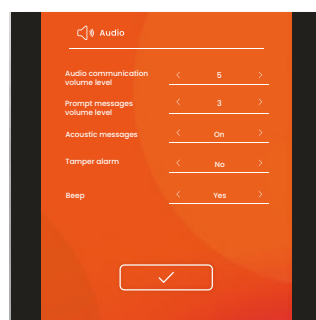 Audio
Audio communication
volume level
5
Prompt messages
volume level
3
Acoustic messages
On
Tamper alarm
No
Beep
Yes